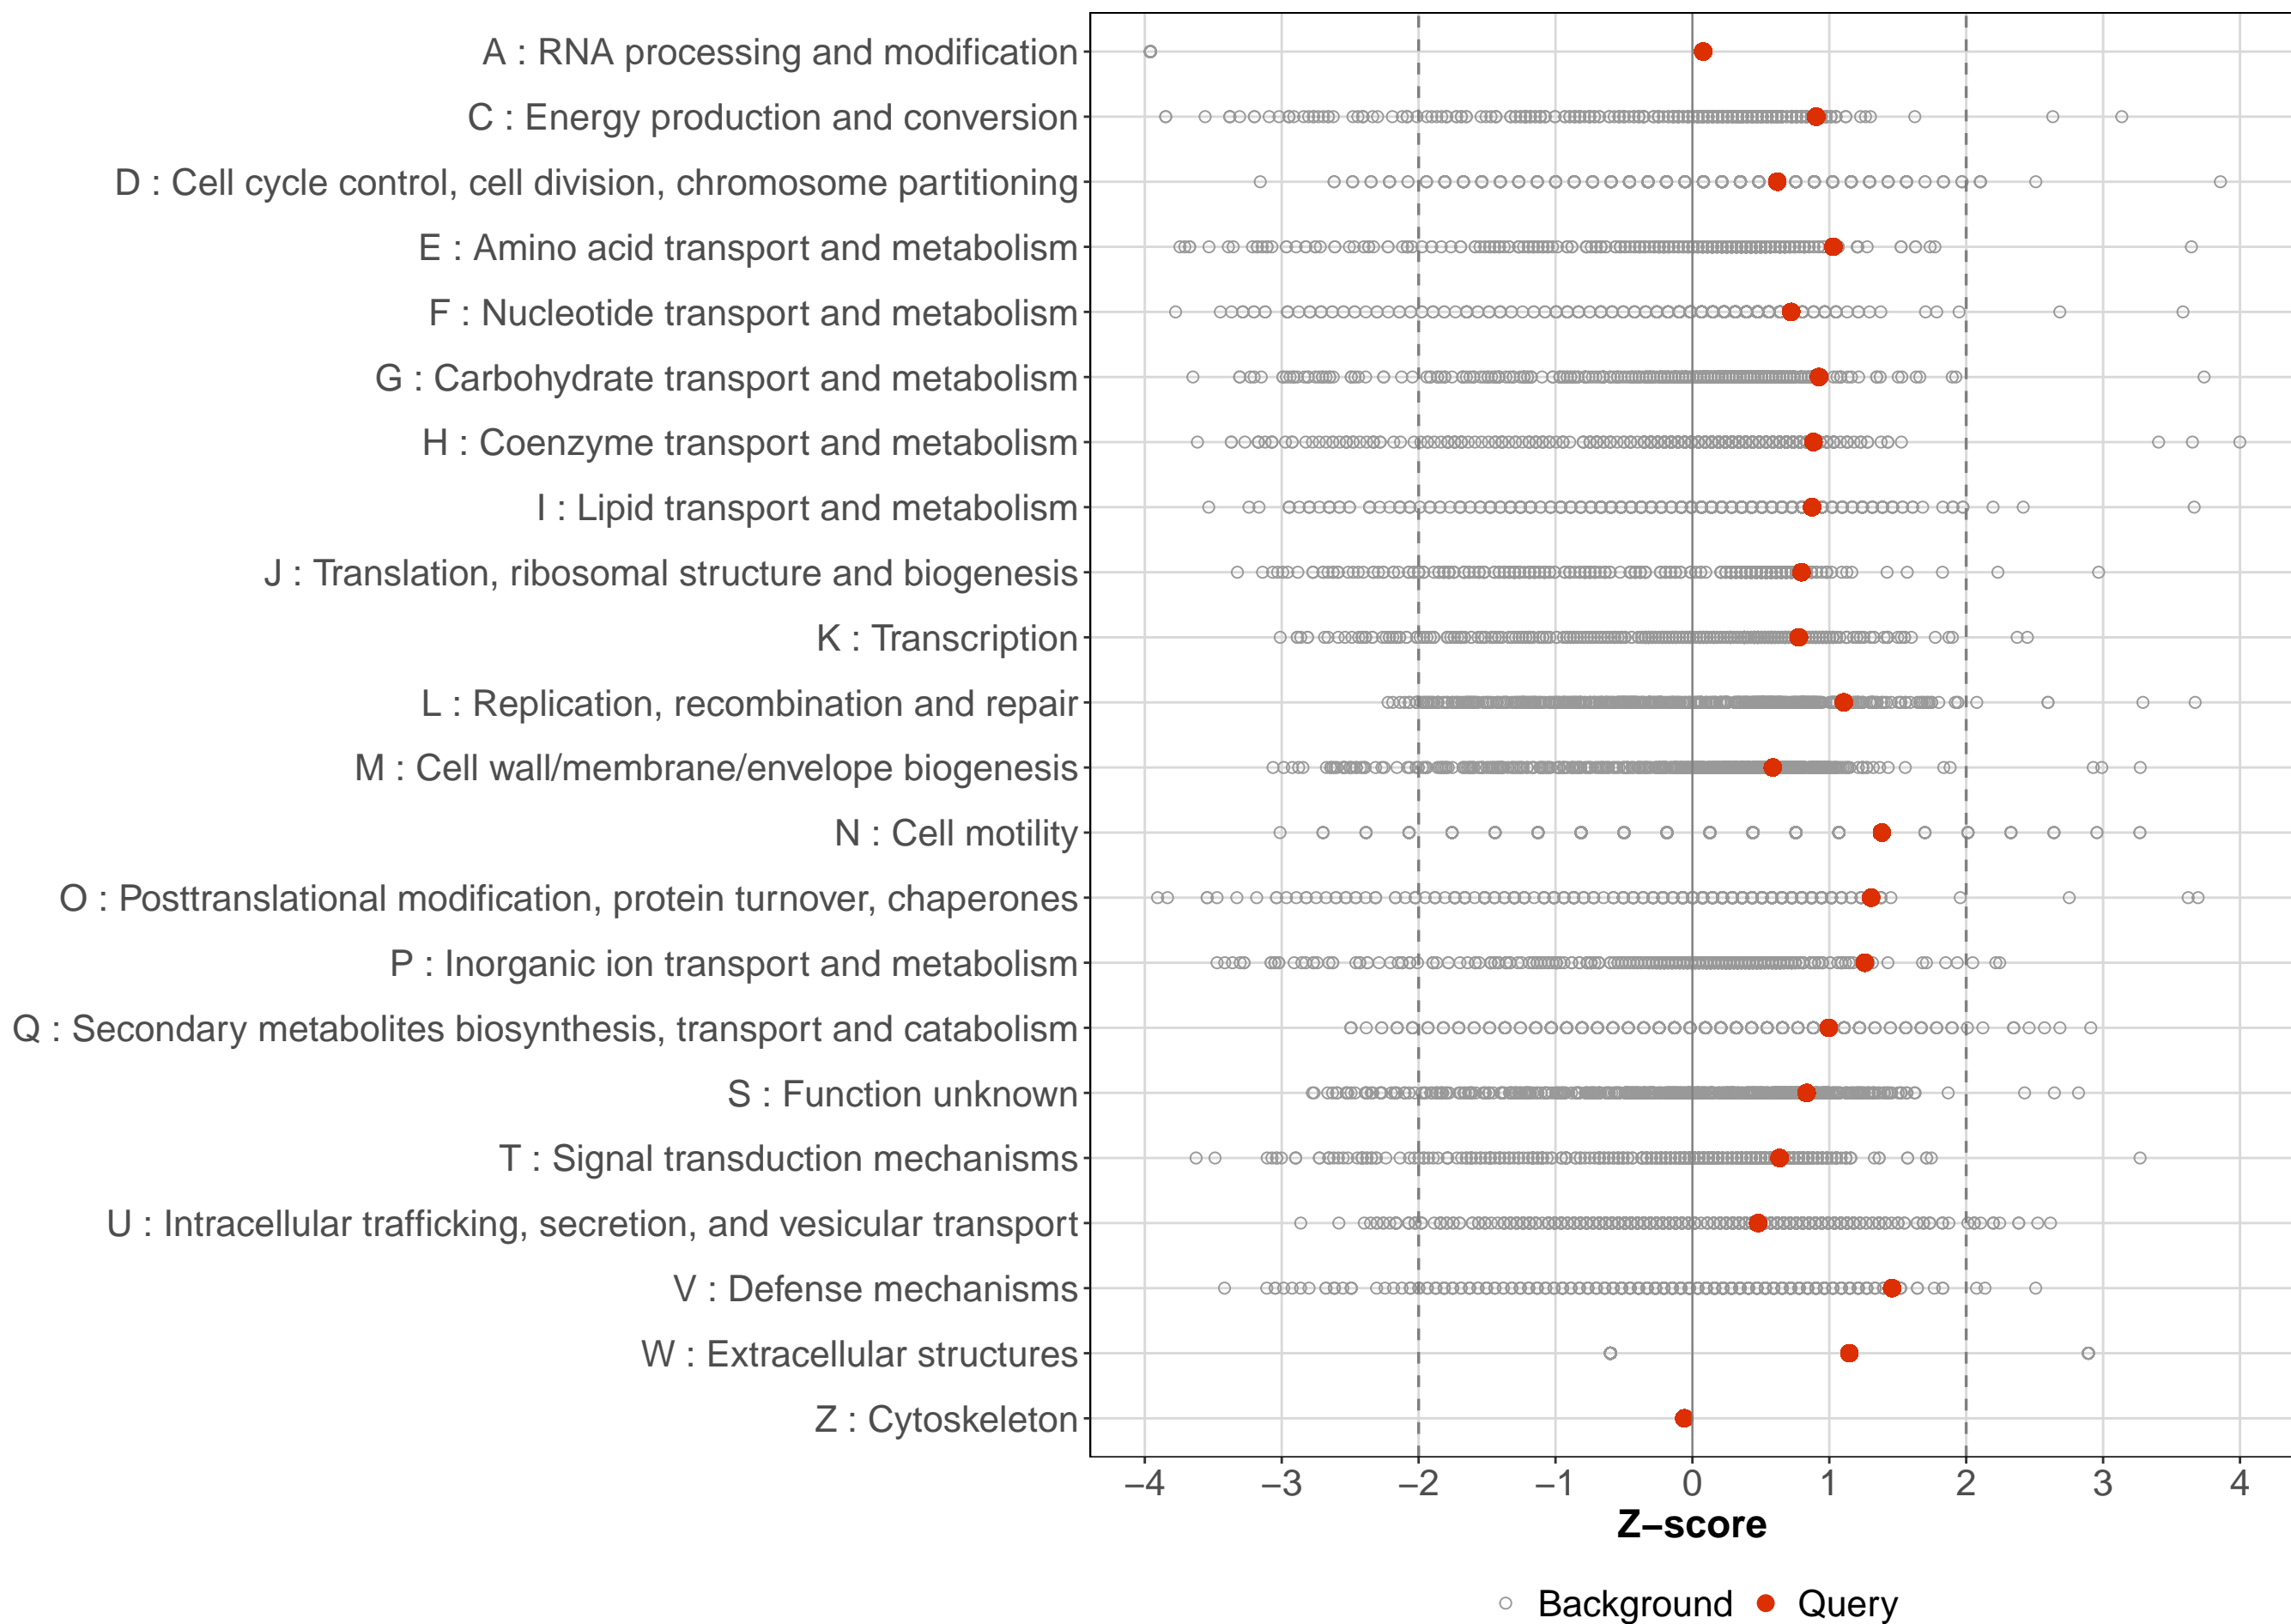 A : RNA processing and modification
C : Energy production and conversion
D : Cell cycle control, cell division, chromosome partitioning
E : Amino acid transport and metabolism
F : Nucleotide transport and metabolism
G : Carbohydrate transport and metabolism
H : Coenzyme transport and metabolism
I : Lipid transport and metabolism
J : Translation, ribosomal structure and biogenesis
K : Transcription
L : Replication, recombination and repair
M : Cell wall/membrane/envelope biogenesis
N : Cell motility
O : Posttranslational modification, protein turnover, chaperones
P : Inorganic ion transport and metabolism
Q : Secondary metabolites biosynthesis, transport and catabolism
S : Function unknown
T : Signal transduction mechanisms
U : Intracellular trafficking, secretion, and vesicular transport
V : Defense mechanisms
W : Extracellular structures
Z : Cytoskeleton
−4 −3 −2 −1 0 1 2 3 4
Z−score
Background Query